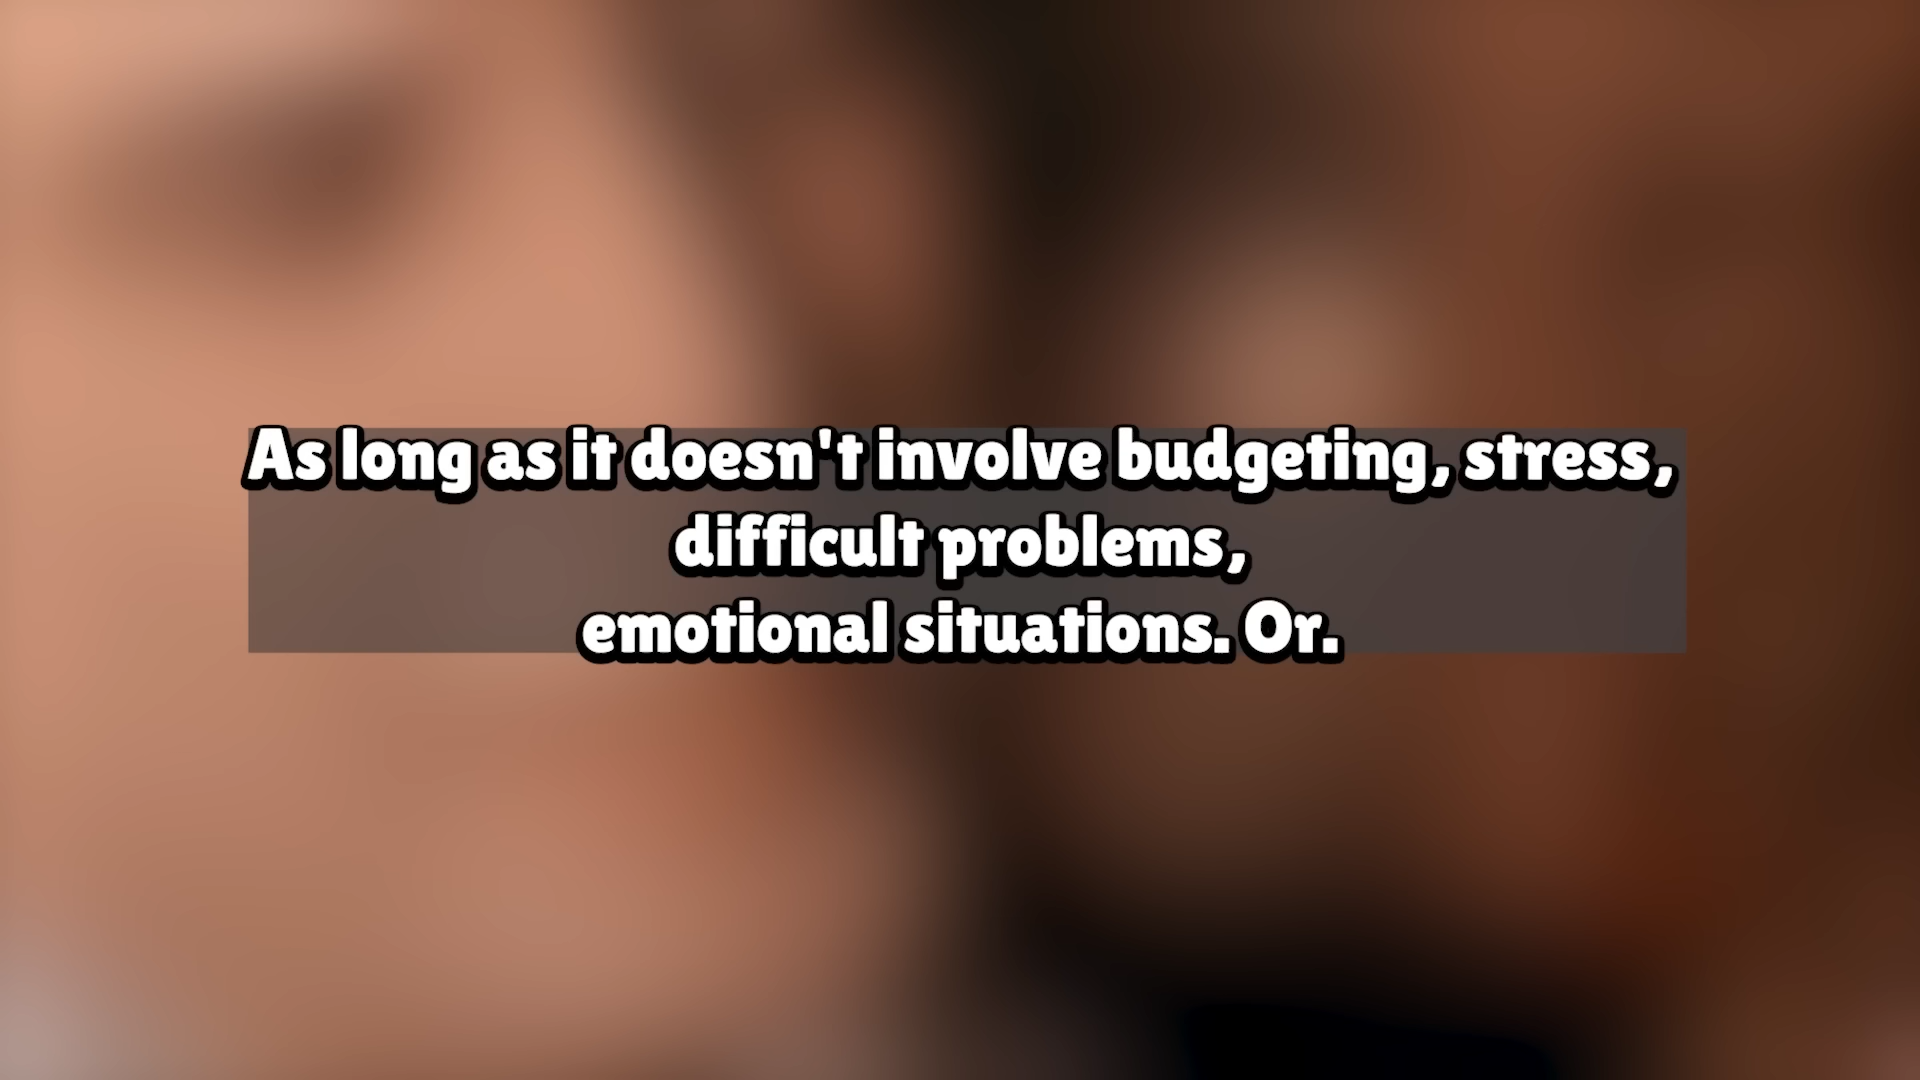 As long as it doesn't involve budgeting, stress,
difficult problems,
emotional situations. Or.